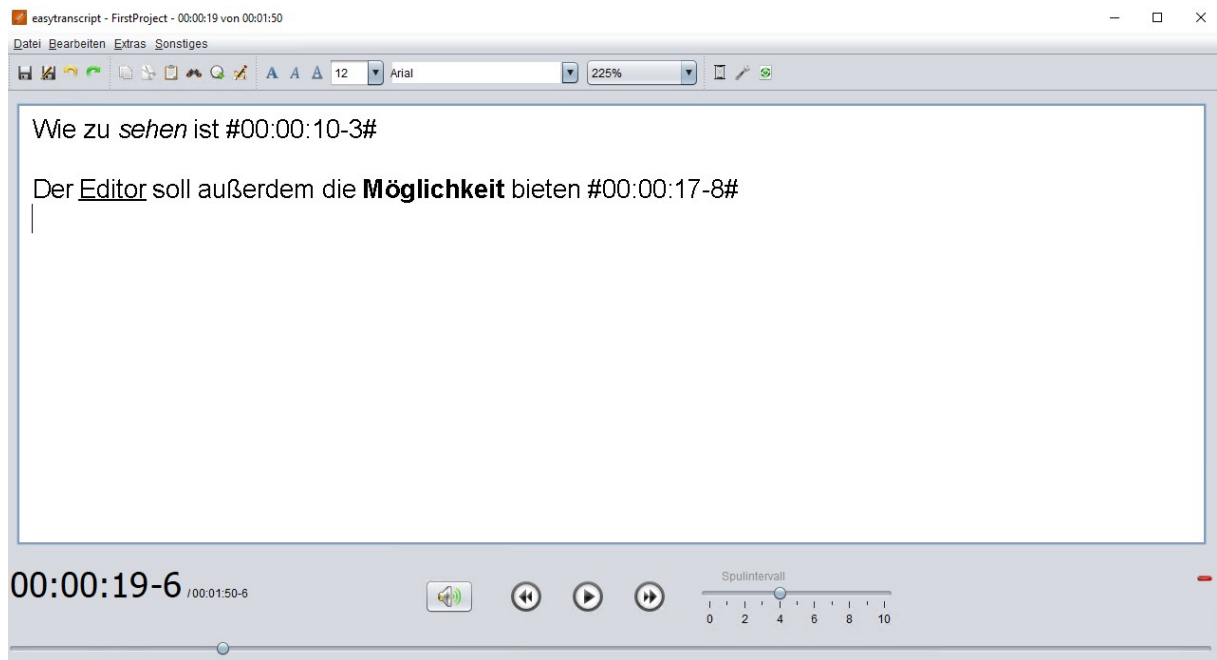 easytranscript - FirstProject - 00:00:19 von 00:01:50
Datei Bearbeiten Extras Sonstiges
A A A 12 Arial 225%
Wie zu sehen ist #00:00:10-3#
Der Editor soll außerdem die Möglichkeit bieten #00:00:17-8#
00:00:19-6 /00:01:50-6
Spulintervall
0 2 4 6 8 10